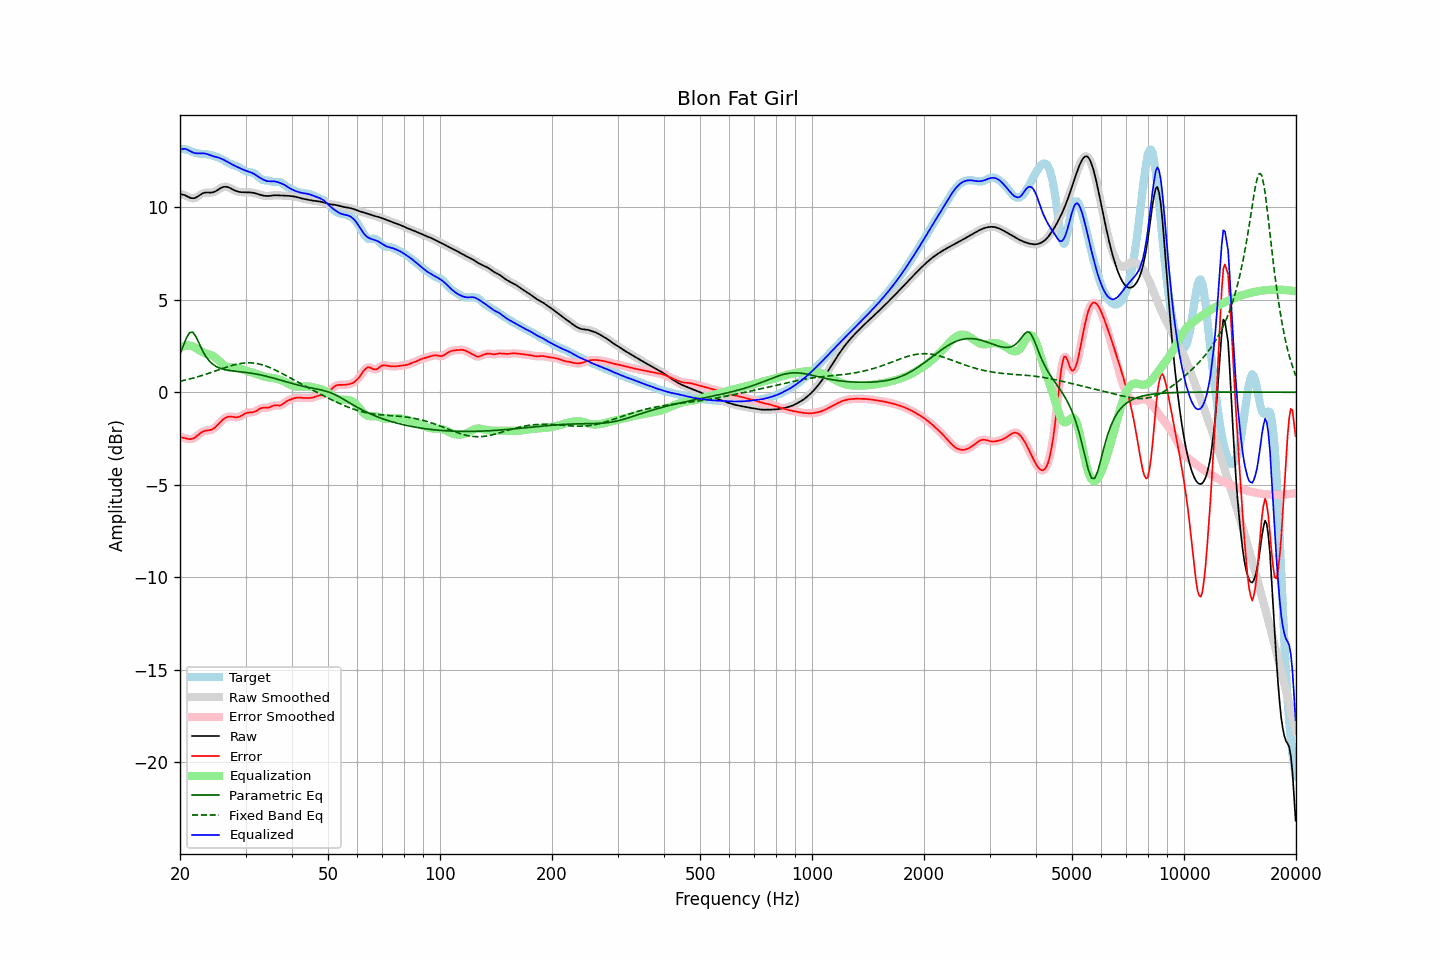 Blon Fat Girl
Amplitude (dBr)
10
5
0
−5
−10
−15
−20
Target
Raw Smoothed
Error Smoothed
Raw
Error
Equalization
Parametric Eq
Fixed Band Eq
Equalized
20 50 100 200 500 1000 2000 5000 10000 20000
Frequency (Hz)